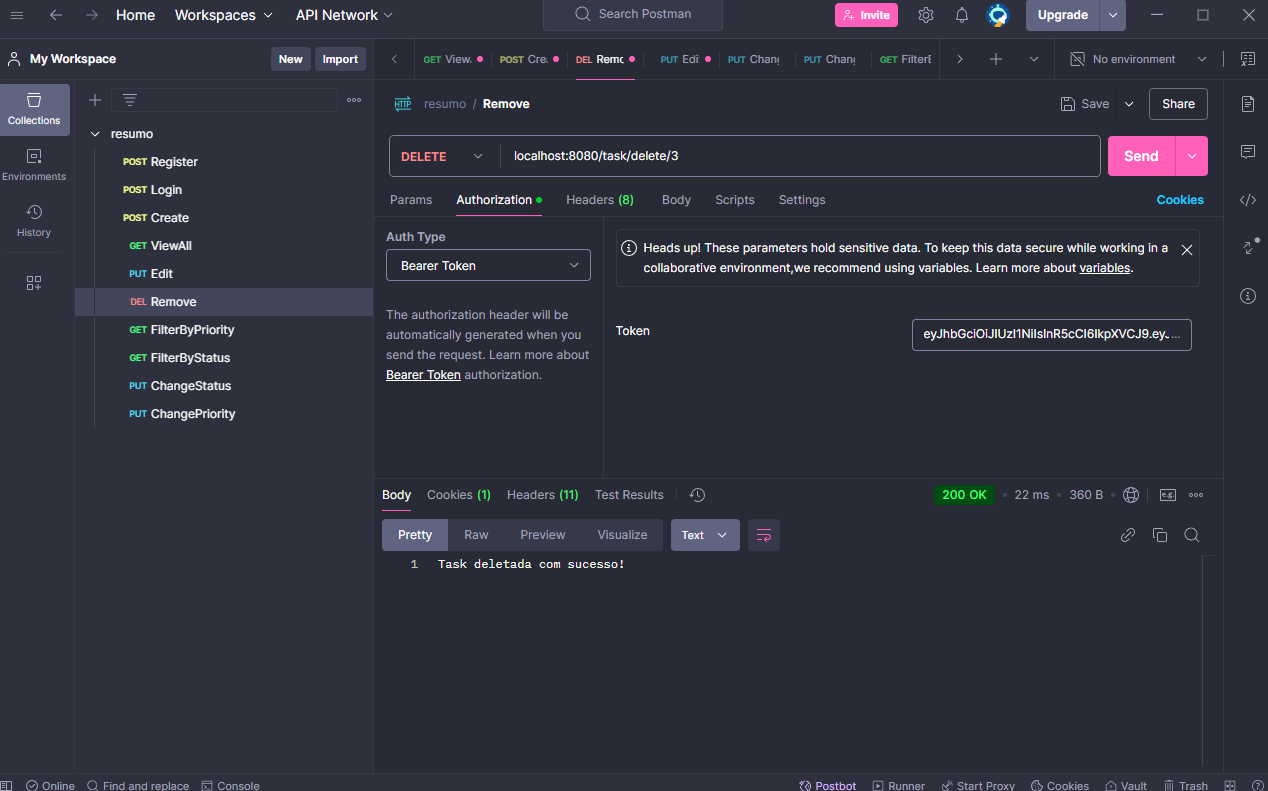 Home Workspaces API Network Search Postman Invite Upgrade
My Workspace New Import
GET View. POST Cre. DEL Remc PUT Edi PUT Chang PUT Chang GET FilterE No environment
Collections
Environments
History
resumo
POST Register
POST Login
POST Create
GET ViewAll
PUT Edit
DEL Remove
GET FilterByPriority
GET FilterByStatus
PUT ChangeStatus
PUT ChangePriority
HTTP resumo / Remove Save Share
DELETE localhost:8080/task/delete/3 Send
Params Authorization Headers (8) Body Scripts Settings Cookies
Auth Type
Bearer Token
The authorization header will be
automatically generated when you
send the request. Learn more about
Bearer Token authorization.
Heads up! These parameters hold sensitive data. To keep this data secure while working in a
collaborative environment,we recommend using variables. Learn more about variables.
Token eyJhbGciOiJIUzI1NiIsInR5cCI6IkpXVCJ9.eyJ...
Body Cookies (1) Headers (11) Test Results 200 OK • 22 ms • 360 B • e.g.
Pretty Raw Preview Visualize Text
1 Task deletada com sucesso!
Online Find and replace Console Postbot Runner Start Proxy Cookies Vault Trash